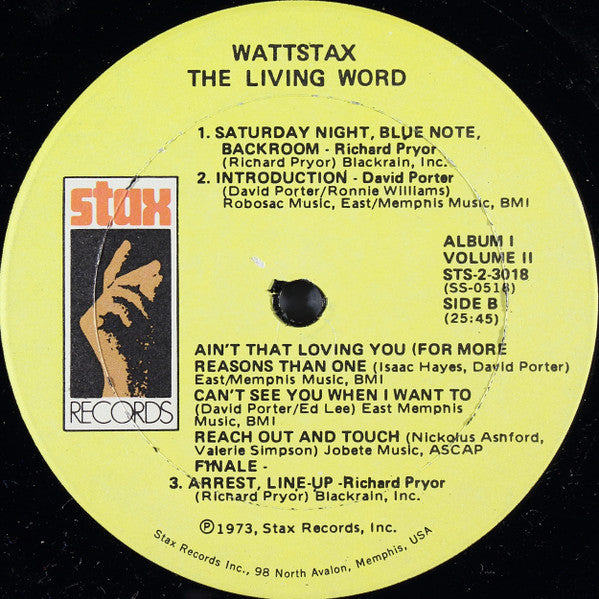 WATTSTAX
THE LIVING WORD
1. SATURDAY NIGHT, BLUE NOTE,
BACKROOM - Richard Pryor
(Richard Pryor) Blackrain, Inc.
2. INTRODUCTION - David Porter
(David Porter/Ronnie Williams)
Robosac Music, East/Memphis Music, BMI
stax
RECORDS
ALBUM I
VOLUME II
STS-2-3018
(SS-0518)
SIDE B
(25:45)
AIN'T THAT LOVING YOU (FOR MORE
REASONS THAN ONE (Isaac Hayes, David Porter)
East/Memphis Music, BMI
CAN'T SEE YOU WHEN I WANT TO
(David Porter/Ed Lee) East Memphis
Music, BMI
REACH OUT AND TOUCH (Nickolus Ashford,
Valerie Simpson) Jobete Music, ASCAP
FINALE -
3. ARREST, LINE-UP -Richard Pryor
(Richard Pryor) Blackrain, Inc.
℗1973, Stax Records, Inc.
Stax Records Inc., 98 North Avalon, Memphis, USA